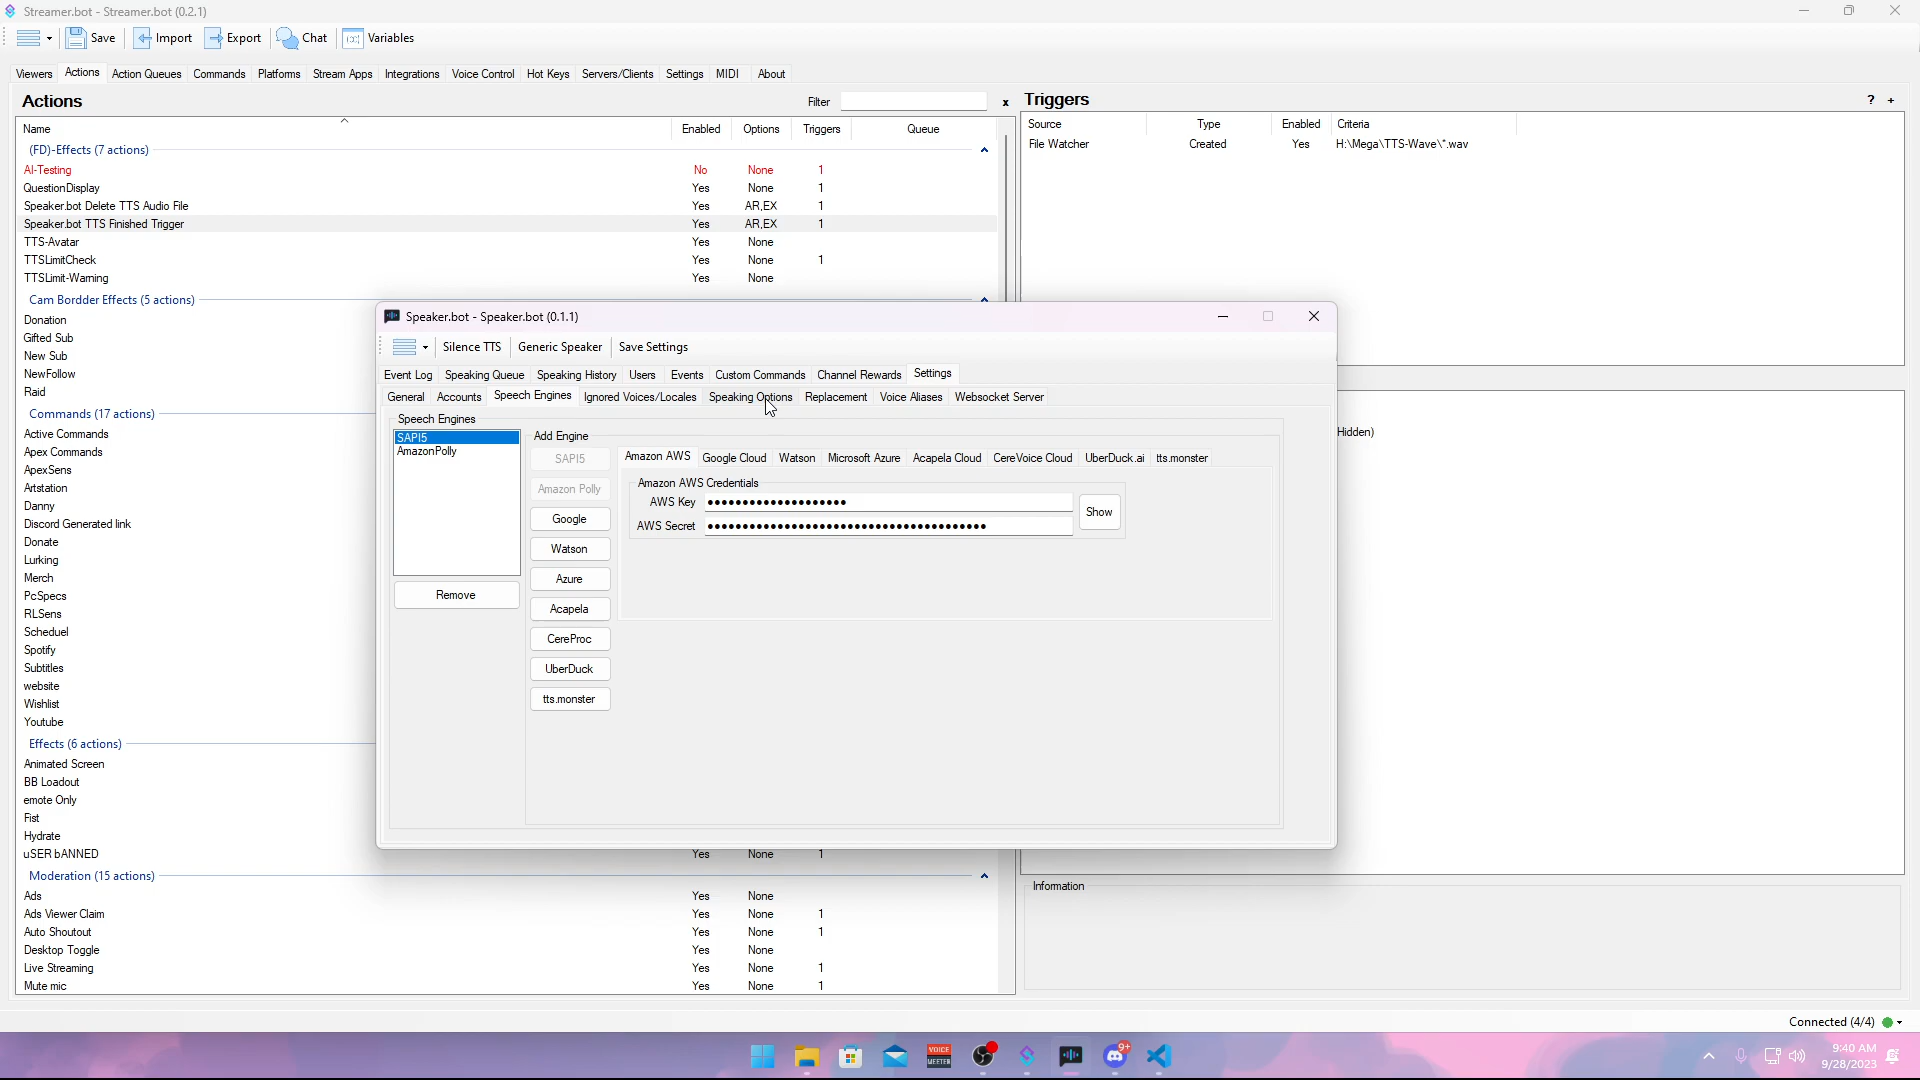 Streamer.bot - Streamer.bot (0.2.1)
Save Import Export Chat Variables
Viewers Actions Action Queues Commands Platforms Stream Apps Integrations Voice Control Hot Keys Servers/Clients Settings MIDI About
Actions Filter x
Name Enabled Options Triggers Queue
(FD)-Effects (7 actions)
AI-Testing No None 1
QuestionDisplay Yes None 1
Speaker.bot Delete TTS Audio File Yes AR,EX 1
Speaker.bot TTS Finished Trigger Yes AR,EX 1
TTS-Avatar Yes None
TTSLimitCheck Yes None 1
TTSLimit-Warning Yes None
Cam Bordder Effects (5 actions)
Donation
Gifted Sub
New Sub
NewFollow
Raid
Commands (17 actions)
Active Commands
Apex Commands
ApexSens
Artstation
Danny
Discord Generated link
Donate
Lurking
Merch
PcSpecs
RLSens
Scheduel
Spotify
Subtitles
website
Wishlist
Youtube
Effects (6 actions)
Animated Screen
BB Loadout
emote Only
Fist
Hydrate
uSER bANNED Yes None 1
Moderation (15 actions)
Ads Yes None
Ads Viewer Claim Yes None 1
Auto Shoutout Yes None 1
Desktop Toggle Yes None
Live Streaming Yes None 1
Mute mic Yes None 1
Triggers ? +
Source Type Enabled Criteria
File Watcher Created Yes H:\Mega\TTS-Wave\*.wav
Hidden)
Information
Speaker.bot - Speaker.bot (0.1.1)
Silence TTS Generic Speaker Save Settings
Event Log Speaking Queue Speaking History Users Events Custom Commands Channel Rewards Settings
General Accounts Speech Engines Ignored Voices/Locales Speaking Options Replacement Voice Aliases Websocket Server
Speech Engines
SAPI5
AmazonPolly
Remove
Add Engine
SAPI5
Amazon Polly
Google
Watson
Azure
Acapela
CereProc
UberDuck
tts.monster
Amazon AWS Google Cloud Watson Microsoft Azure Acapela Cloud CereVoice Cloud UberDuck.ai tts.monster
Amazon AWS Credentials
AWS Key ●●●●●●●●●●●●●●●●●●●●
AWS Secret ●●●●●●●●●●●●●●●●●●●●●●●●●●●●●●●●●●●●●●●●
Show
Connected (4/4)
VOICE
MEETER
9+
9:40 AM
9/28/2023